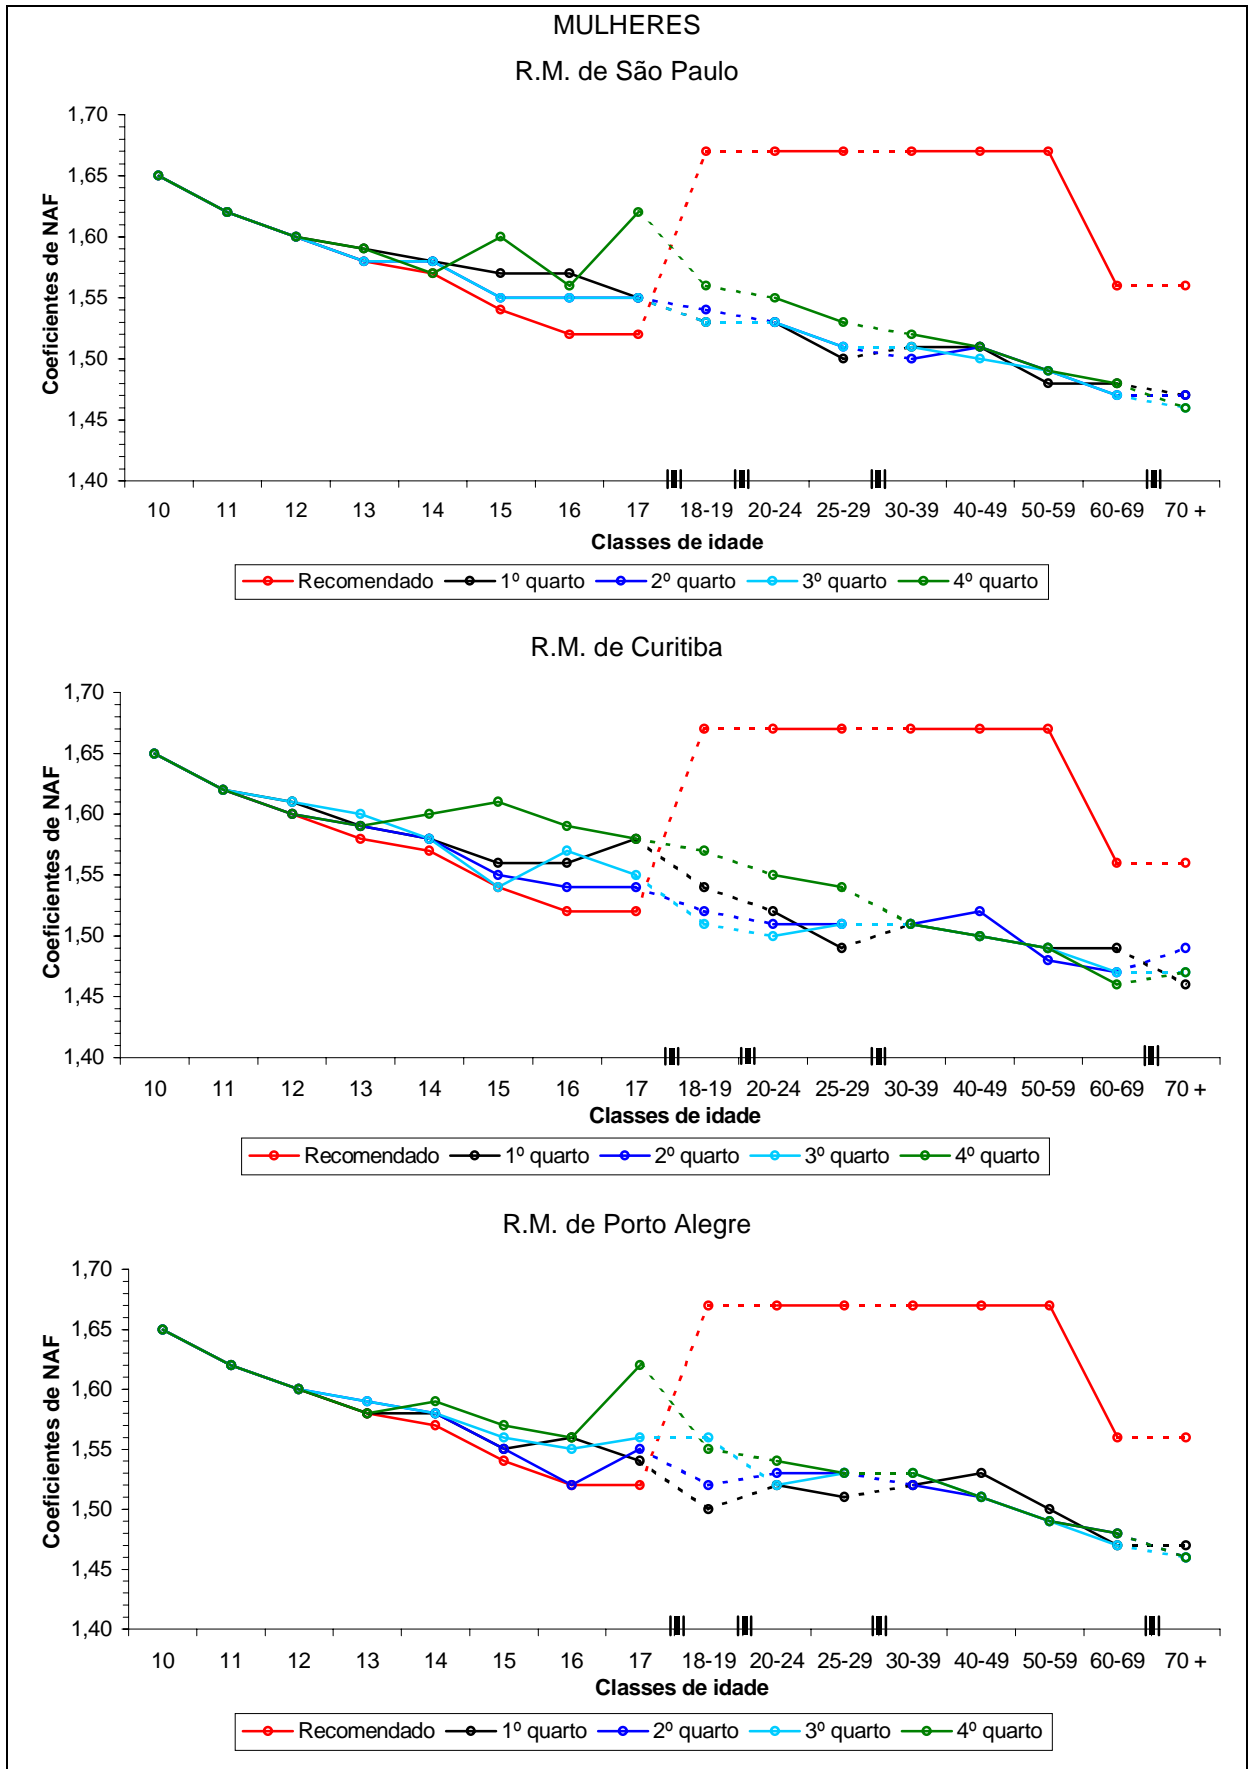 MULHERES
R.M. de São Paulo
1,70
1,65
1,60
1,55
1,50
1,45
1,40
Coeficientes de NAF
10 11 12 13 14 15 16 17 18-19 20-24 25-29 30-39 40-49 50-59 60-69 70 +
Classes de idade
Recomendado 1º quarto 2º quarto 3º quarto 4º quarto
R.M. de Curitiba
1,70
1,65
1,60
1,55
1,50
1,45
1,40
Coeficientes de NAF
10 11 12 13 14 15 16 17 18-19 20-24 25-29 30-39 40-49 50-59 60-69 70 +
Classes de idade
Recomendado 1º quarto 2º quarto 3º quarto 4º quarto
R.M. de Porto Alegre
1,70
1,65
1,60
1,55
1,50
1,45
1,40
Coeficientes de NAF
10 11 12 13 14 15 16 17 18-19 20-24 25-29 30-39 40-49 50-59 60-69 70 +
Classes de idade
Recomendado 1º quarto 2º quarto 3º quarto 4º quarto